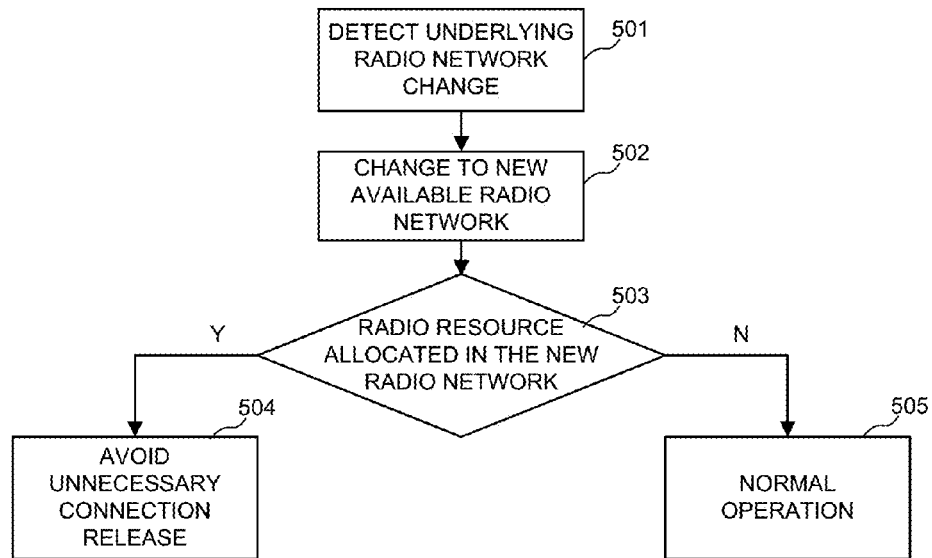 DETECT UNDERLYING
RADIO NETWORK
CHANGE
501
CHANGE TO NEW
AVAILABLE RADIO
NETWORK
502
RADIO RESOURCE
ALLOCATED IN THE NEW
RADIO NETWORK
503
Y
N
AVOID
UNNECESSARY
CONNECTION
RELEASE
504
NORMAL
OPERATION
505